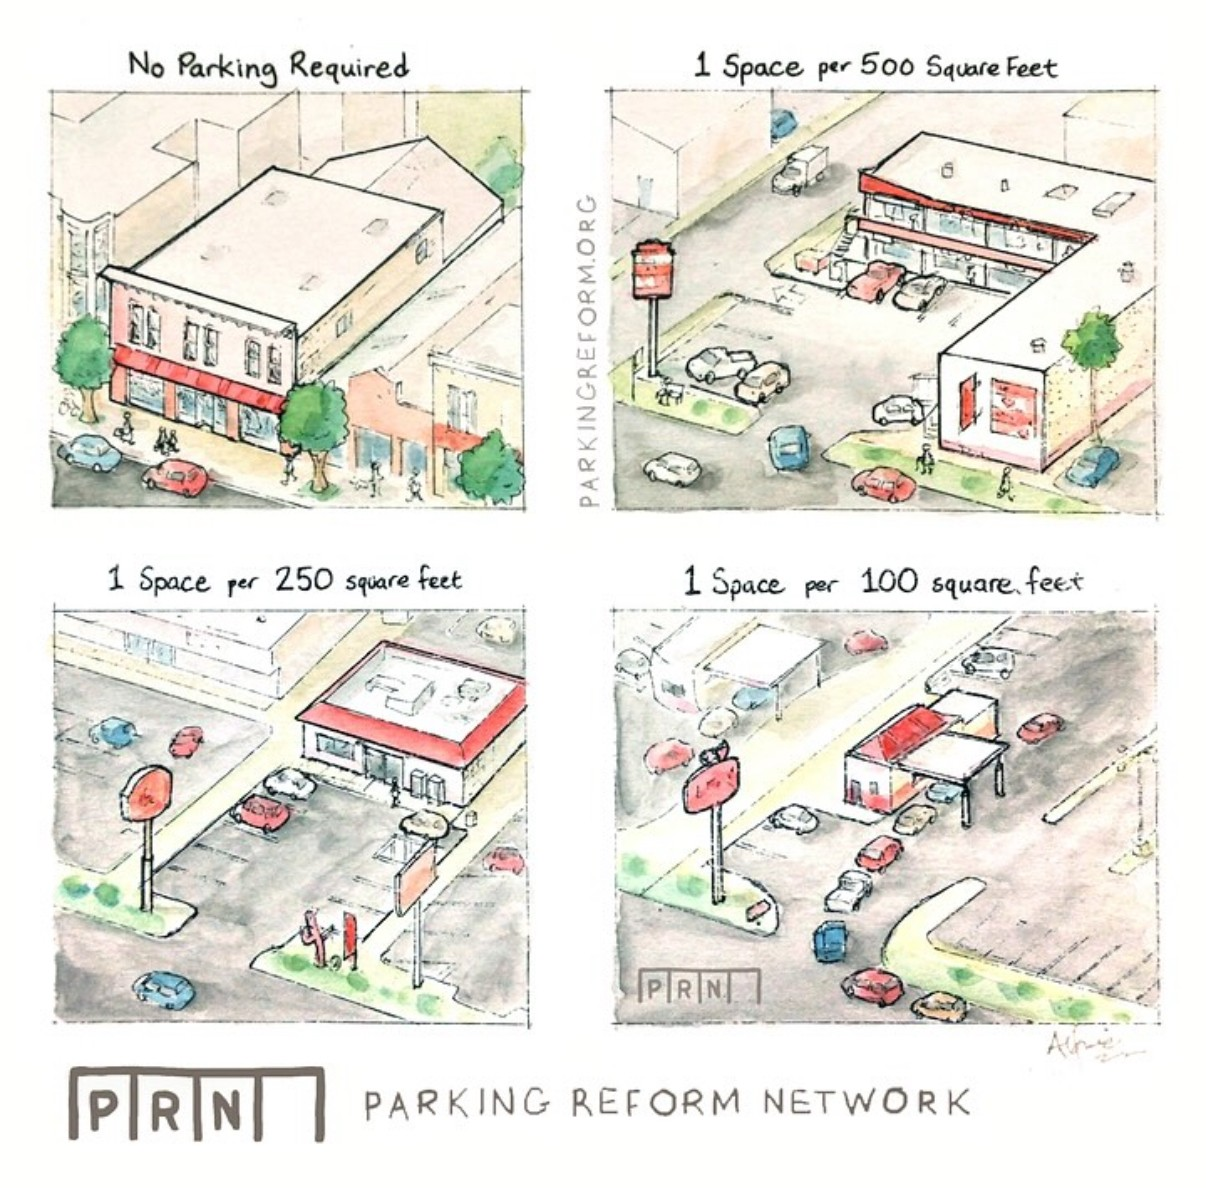 No Parking Required
1 Space per 500 Square Feet
PARKINGREFORM.ORG
1 Space per 250 square feet
1 Space per 100 square feet
PRN
PRN
PARKING REFORM NETWORK